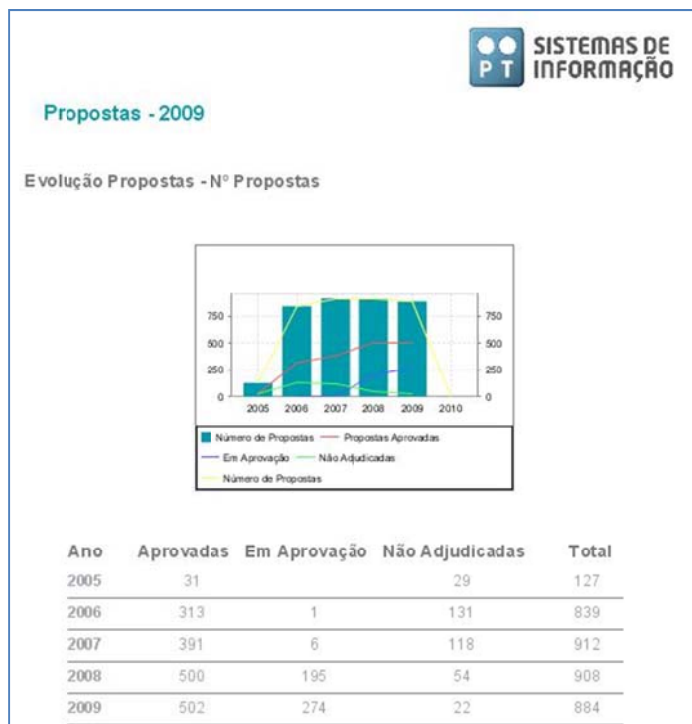 SISTEMAS DE
PT INFORMAÇÃO
Propostas - 2009
Evolução Propostas - Nº Propostas
750 750
500 500
250 250
0 0
2005 2006 2007 2008 2009 2010
Número de Propostas Propostas Aprovadas
Em Aprovação Não Adjudicadas
Número de Propostas
Ano Aprovadas Em Aprovação Não Adjudicadas Total
2005 31 29 127
2006 313 1 131 839
2007 391 6 118 912
2008 500 195 54 908
2009 502 274 22 884